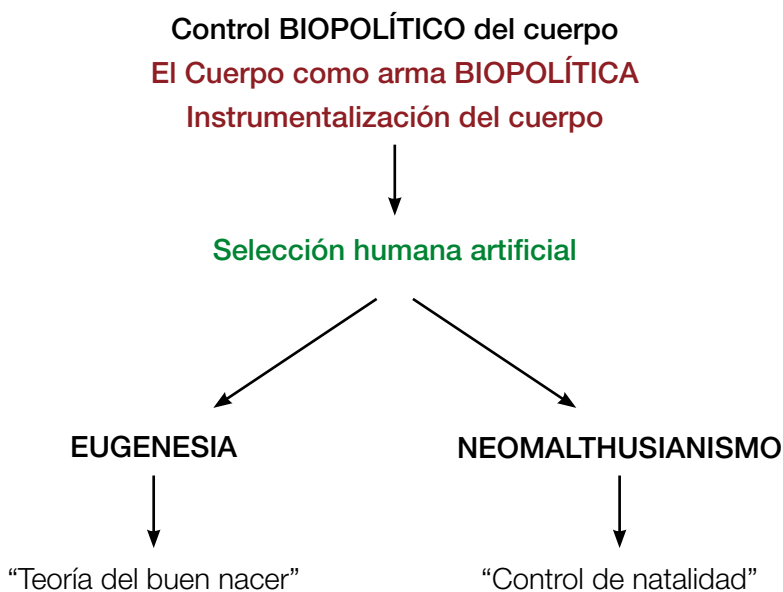 Control BIOPOLÍTICO del cuerpo
El Cuerpo como arma BIOPOLÍTICA
Instrumentalización del cuerpo
Selección humana artificial
EUGENESIA
NEOMALTHUSIANISMO
“Teoría del buen nacer”
“Control de natalidad”